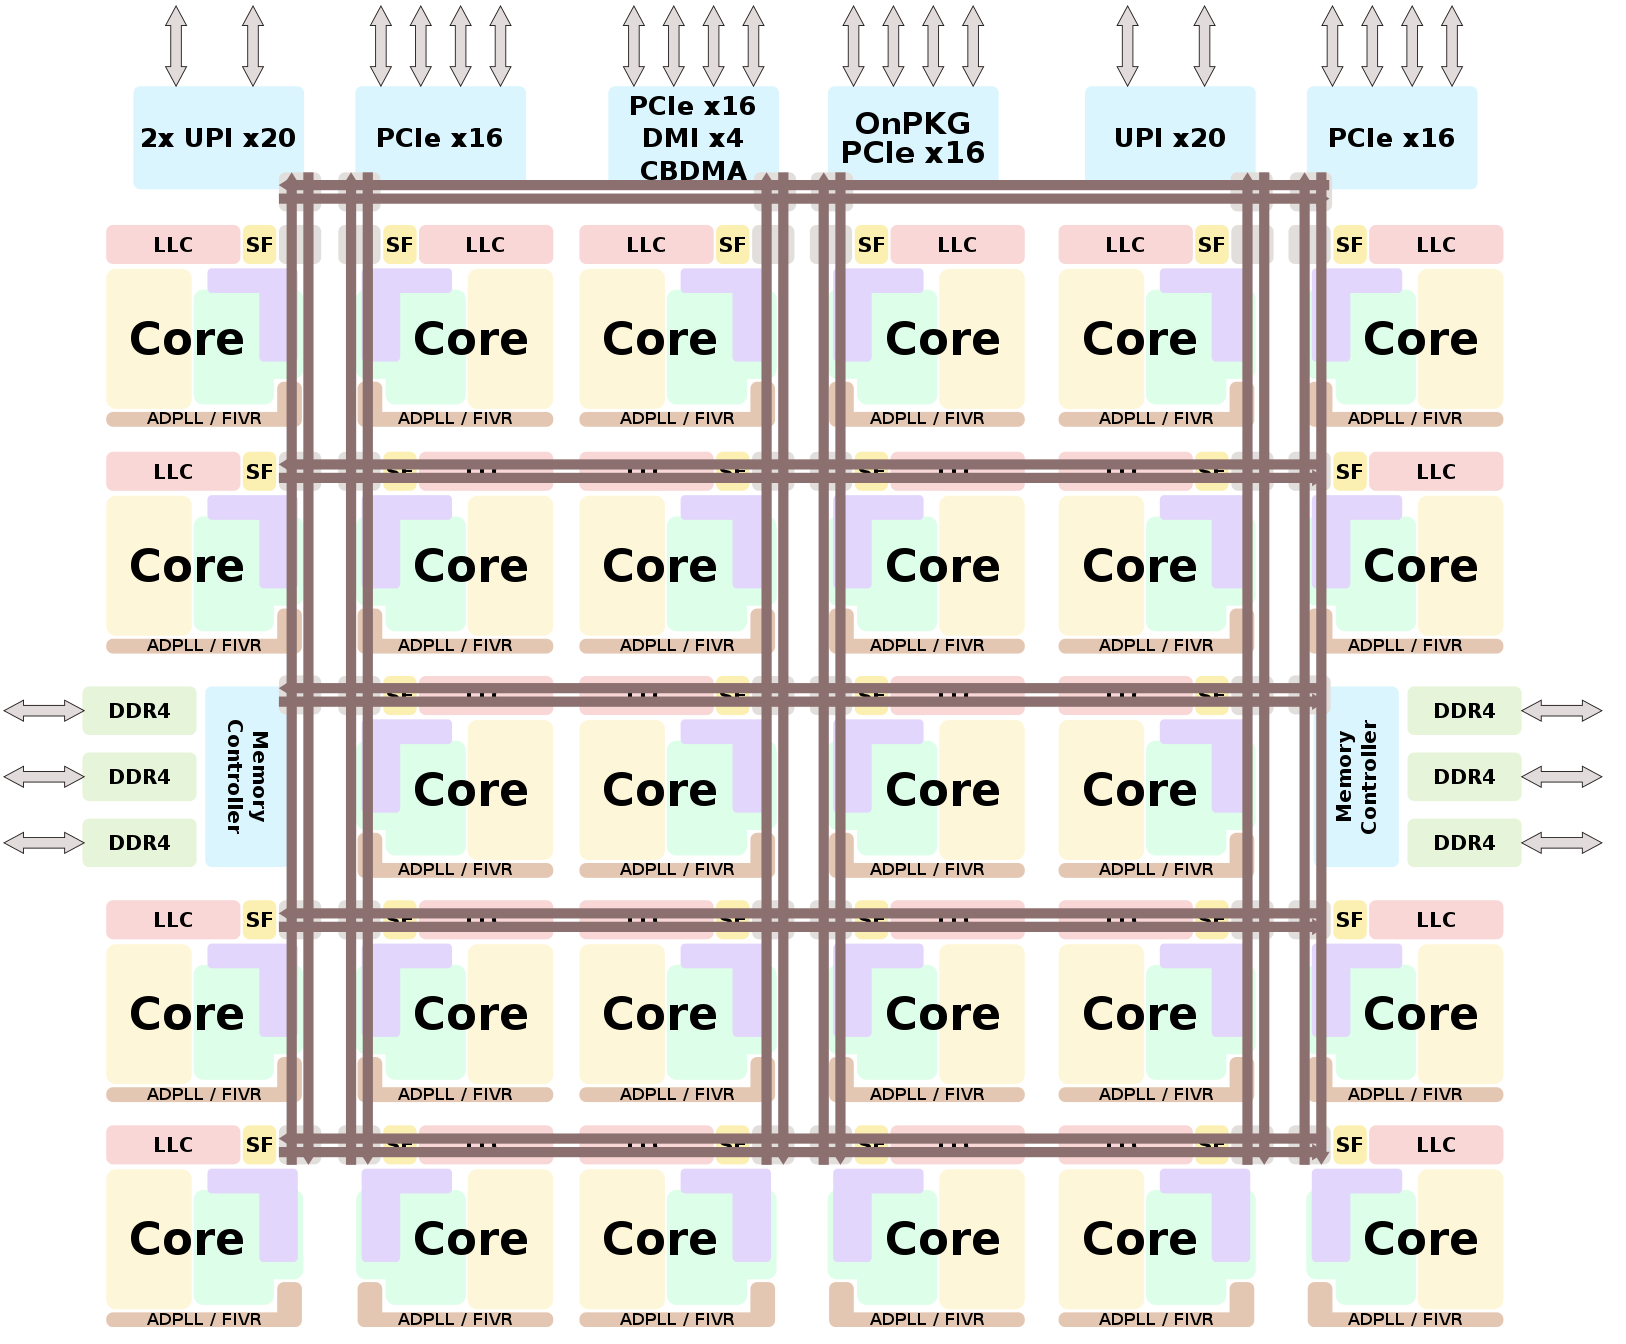 2x UPI x20
PCIe x16
PCIe x16
DMI x4
CBDMA
OnPKG
PCIe x16
UPI x20
PCIe x16
LLC SF SF LLC LLC SF SF LLC LLC SF SF LLC
Core Core Core Core Core Core
ADPLL / FIVR ADPLL / FIVR ADPLL / FIVR ADPLL / FIVR ADPLL / FIVR ADPLL / FIVR
LLC SF SF LLC
Core Core Core Core Core Core
ADPLL / FIVR ADPLL / FIVR ADPLL / FIVR ADPLL / FIVR ADPLL / FIVR ADPLL / FIVR
DDR4
DDR4
DDR4
Memory
Controller
Core Core Core Core
ADPLL / FIVR ADPLL / FIVR ADPLL / FIVR ADPLL / FIVR
Memory
Controller
DDR4
DDR4
DDR4
LLC SF SF LLC
Core Core Core Core Core Core
ADPLL / FIVR ADPLL / FIVR ADPLL / FIVR ADPLL / FIVR ADPLL / FIVR ADPLL / FIVR
LLC SF SF LLC
Core Core Core Core Core Core
ADPLL / FIVR ADPLL / FIVR ADPLL / FIVR ADPLL / FIVR ADPLL / FIVR ADPLL / FIVR